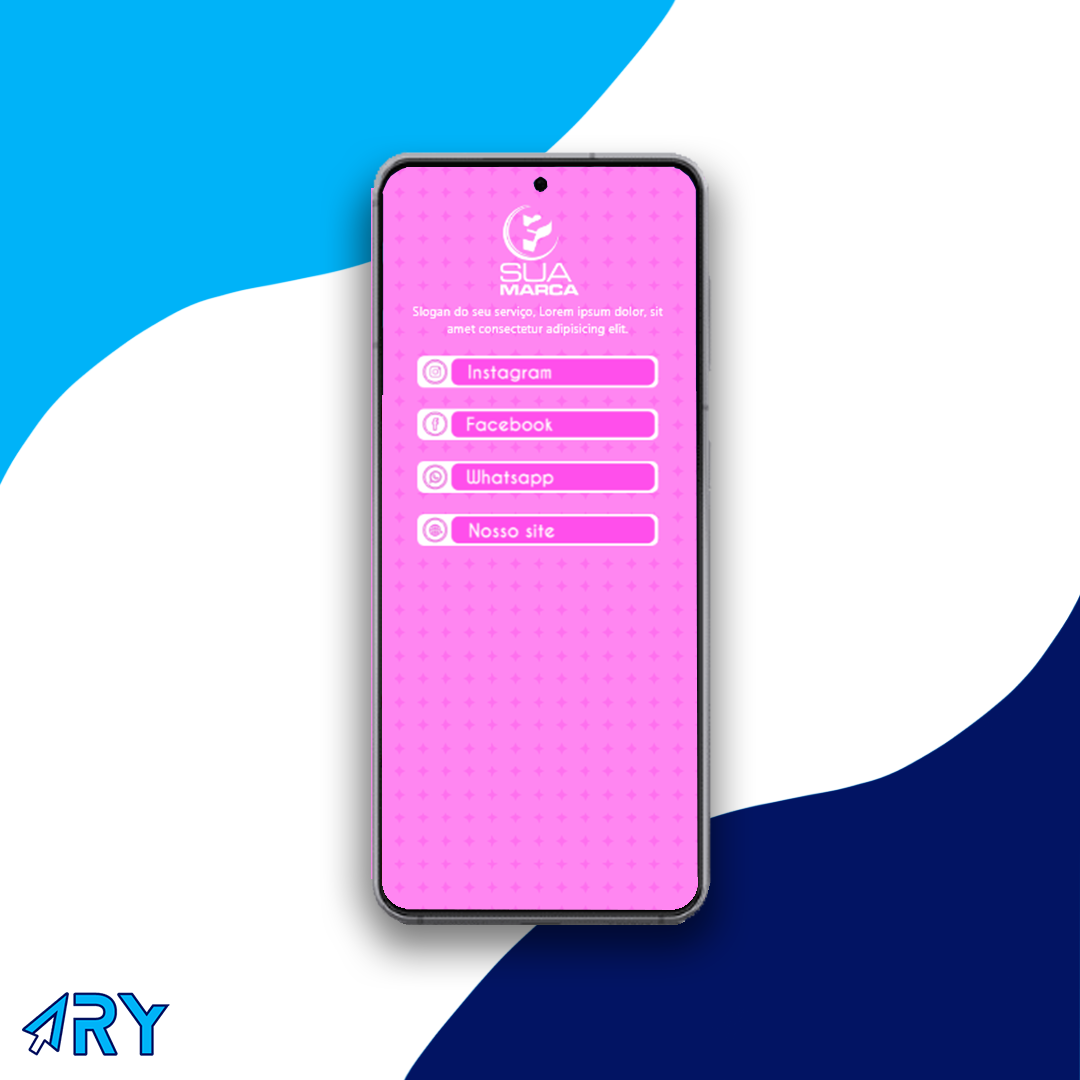 SUA
MARCA
Slogan do seu serviço, Lorem ipsum dolor, sit
amet consectetur adipisicing elit.
Instagram
Facebook
Whatsapp
Nosso site
ARY